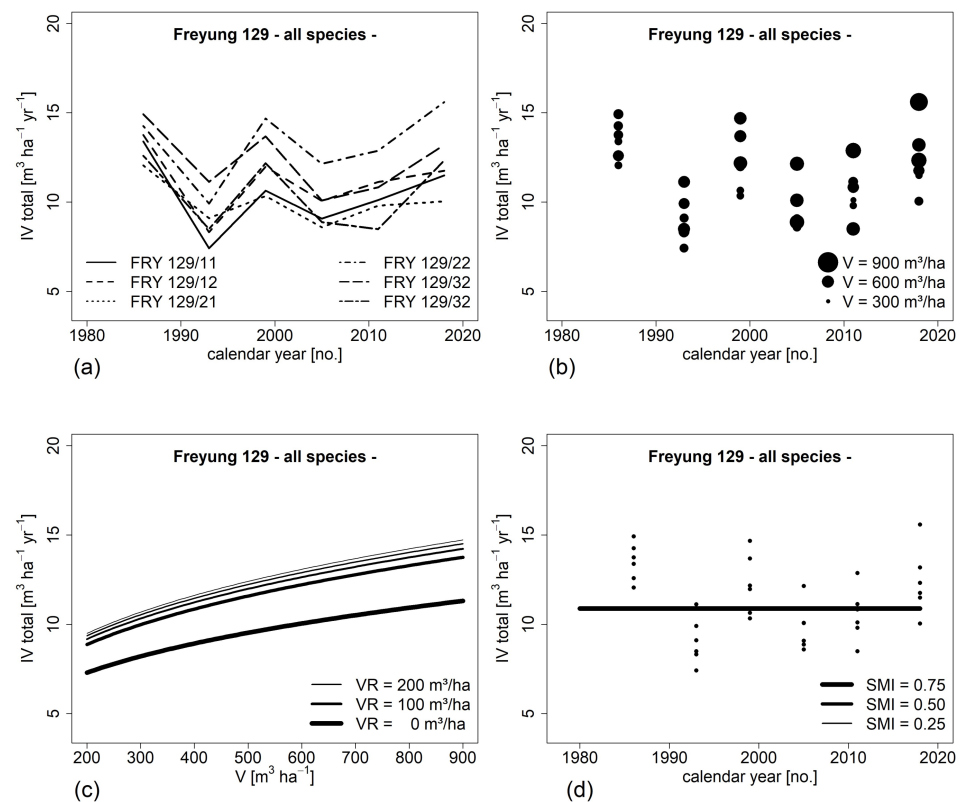 Freyung 129 - all species -
IV total [m³ ha⁻¹ yr⁻¹]
20
15
10
5
FRY 129/11
FRY 129/12
FRY 129/21
FRY 129/22
FRY 129/32
FRY 129/32
1980 1990 2000 2010 2020
calendar year [no.]
(a)
Freyung 129 - all species -
IV total [m³ ha⁻¹ yr⁻¹]
20
15
10
5
V = 900 m³/ha
V = 600 m³/ha
V = 300 m³/ha
1980 1990 2000 2010 2020
calendar year [no.]
(b)
Freyung 129 - all species -
IV total [m³ ha⁻¹ yr⁻¹]
20
15
10
5
VR = 200 m³/ha
VR = 100 m³/ha
VR = 0 m³/ha
200 300 400 500 600 700 800 900
V [m³ ha⁻¹]
(c)
Freyung 129 - all species -
IV total [m³ ha⁻¹ yr⁻¹]
20
15
10
5
SMI = 0.75
SMI = 0.50
SMI = 0.25
1980 1990 2000 2010 2020
calendar year [no.]
(d)